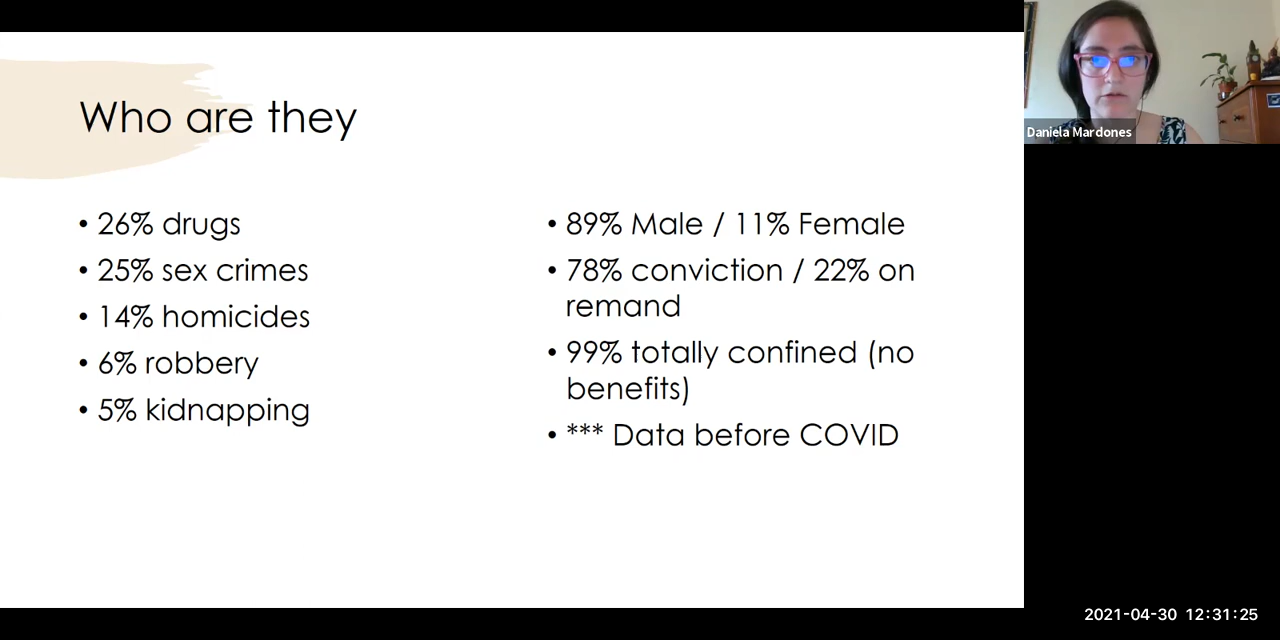 Who are they
• 26% drugs
• 25% sex crimes
• 14% homicides
• 6% robbery
• 5% kidnapping
• 89% Male / 11% Female
• 78% conviction / 22% on
remand
• 99% totally confined (no
benefits)
• *** Data before COVID
Daniela Mardones
2021-04-30 12:31:25